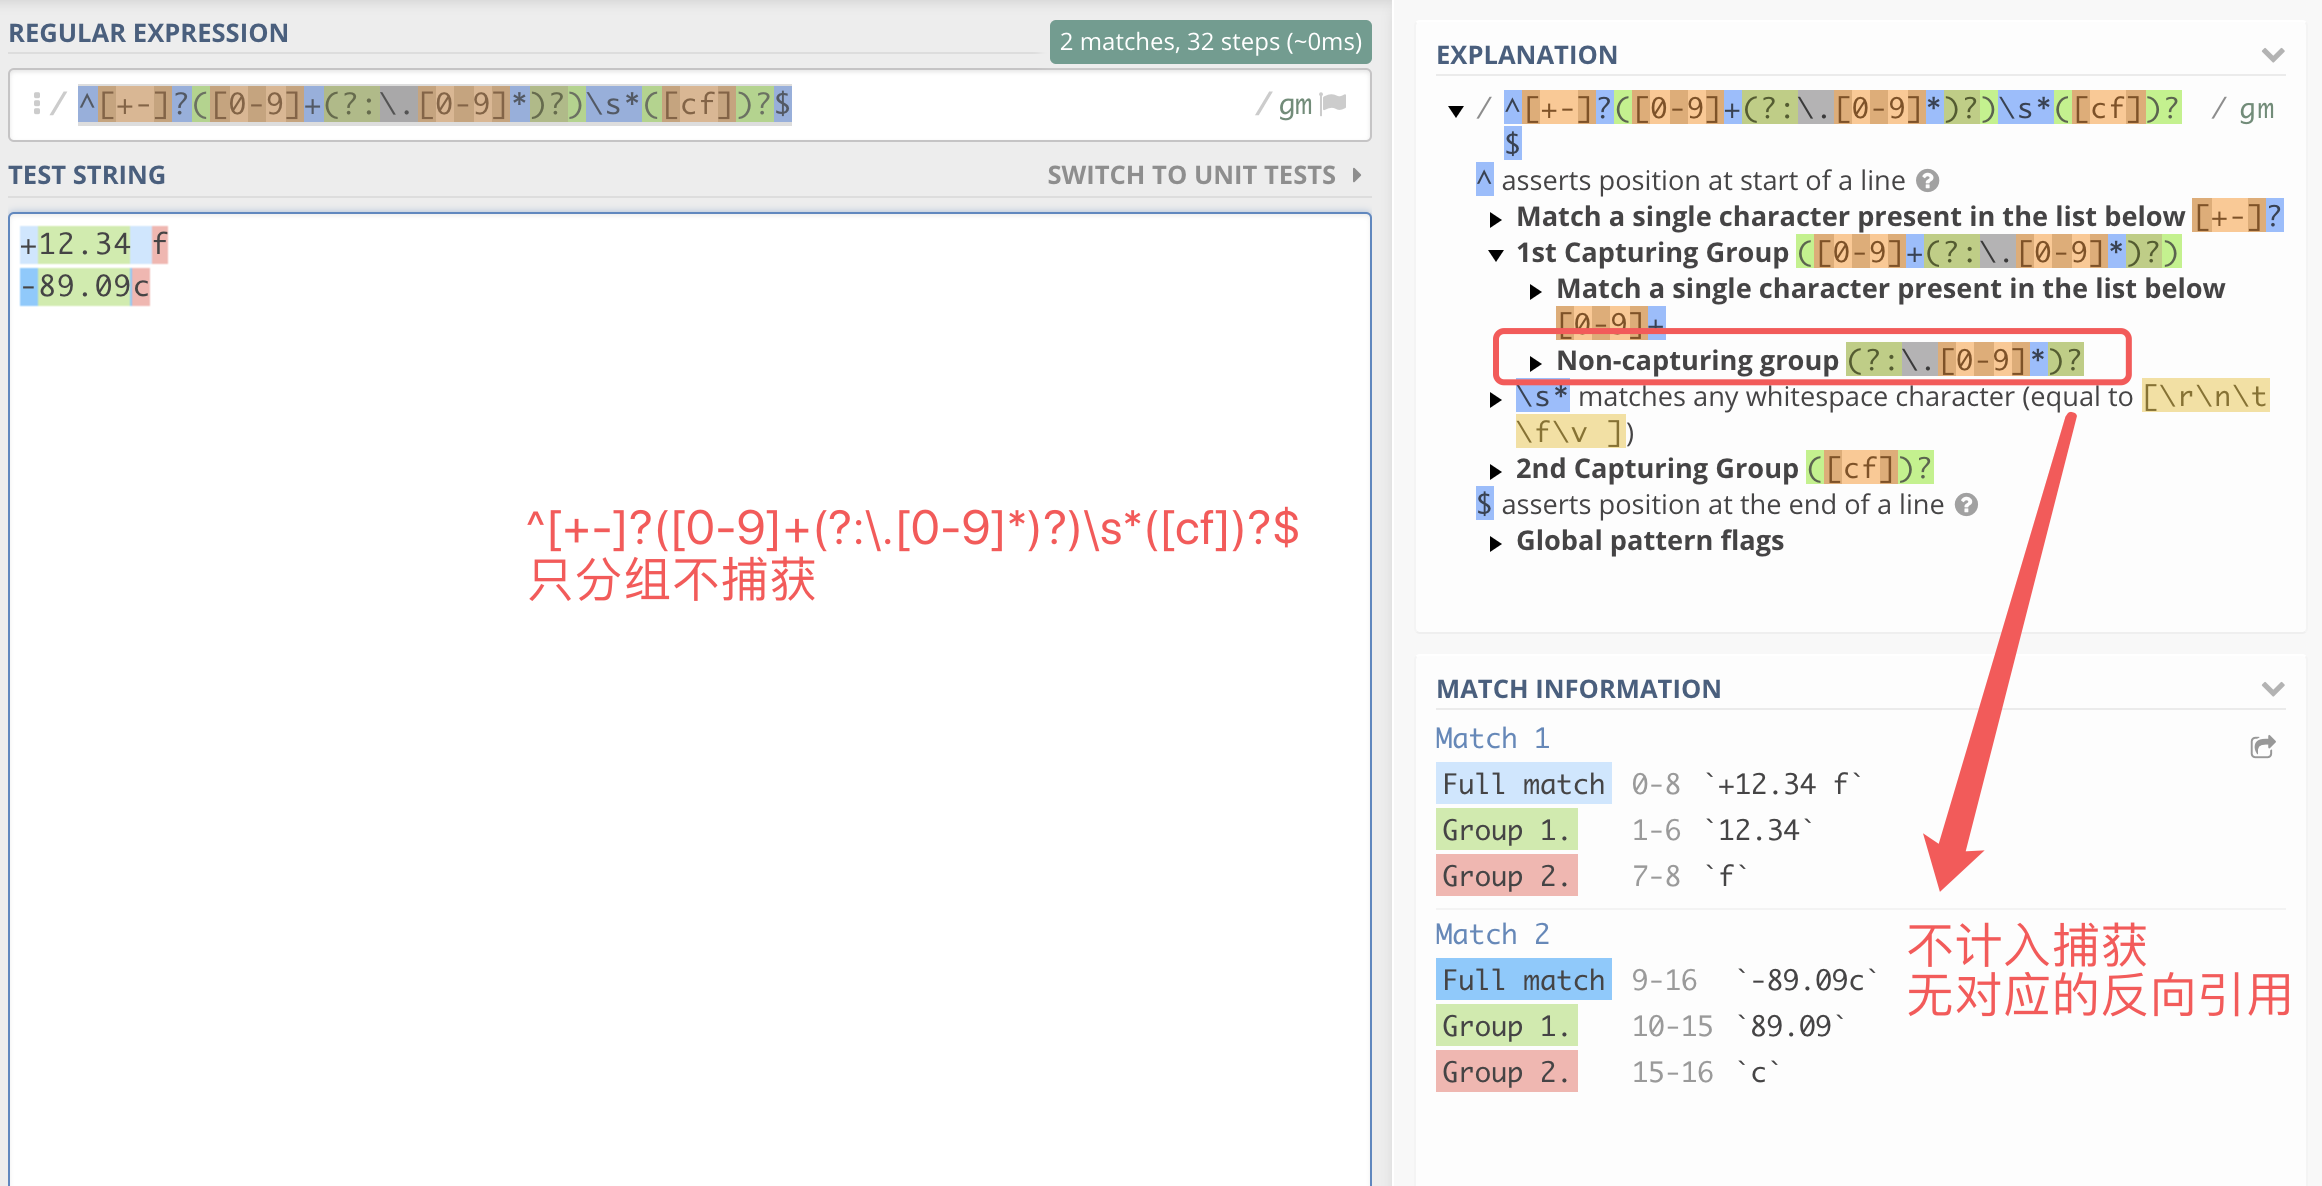 REGULAR EXPRESSION
2 matches, 32 steps (~0ms)
/ ^[+-]?([0-9]+(?:\.[0-9]*)?)\s*([cf])?$ / gm
TEST STRING
SWITCH TO UNIT TESTS
+12.34 f
-89.09c
^[+-]?([0-9]+(?:\.[0-9]*)?)\s*([cf])?$
只分组不捕获
EXPLANATION
/ ^[+-]?([0-9]+(?:\.[0-9]*)?)\s*([cf])? / gm
$
^ asserts position at start of a line ?
Match a single character present in the list below [+-]?
1st Capturing Group ([0-9]+(?:\.[0-9]*)?)
Match a single character present in the list below
[0-9]+
Non-capturing group (?:\.[0-9]*)?
\s* matches any whitespace character (equal to [\r\n\t
\f\v ])
2nd Capturing Group ([cf])?
$ asserts position at the end of a line ?
Global pattern flags
MATCH INFORMATION
Match 1
Full match 0-8 `+12.34 f`
Group 1. 1-6 `12.34`
Group 2. 7-8 `f`
Match 2
Full match 9-16 `-89.09c`
Group 1. 10-15 `89.09`
Group 2. 15-16 `c`
不计入捕获
无对应的反向引用